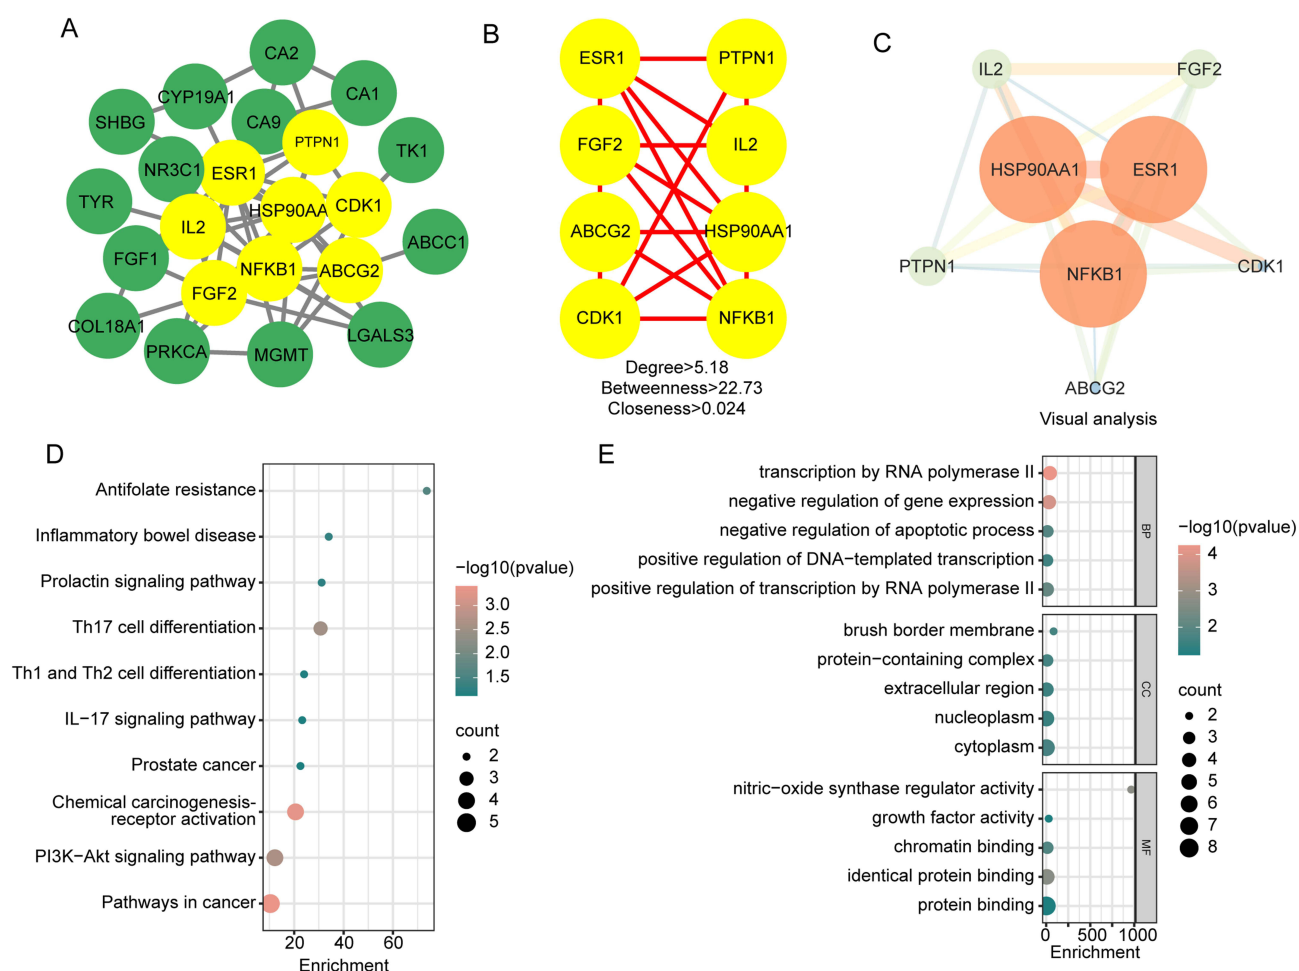 A
CA2
CYP19A1
CA1
SHBG
CA9
PTPN1
TK1
NR3C1
ESR1
TYR
HSP90AA
CDK1
IL2
ABCC1
FGF1
NFKB1
ABCG2
FGF2
COL18A1
LGALS3
PRKCA
MGMT
B
ESR1
PTPN1
FGF2
IL2
ABCG2
HSP90AA1
CDK1
NFKB1
Degree>5.18
Betweenness>22.73
Closeness>0.024
C
IL2
FGF2
HSP90AA1
ESR1
PTPN1
NFKB1
CDK1
ABCG2
Visual analysis
D
Antifolate resistance
Inflammatory bowel disease
Prolactin signaling pathway
Th17 cell differentiation
Th1 and Th2 cell differentiation
IL−17 signaling pathway
Prostate cancer
Chemical carcinogenesis-
receptor activation
PI3K−Akt signaling pathway
Pathways in cancer
20 40 60
Enrichment
−log10(pvalue)
3.0
2.5
2.0
1.5
count
2
3
4
5
E
transcription by RNA polymerase II
negative regulation of gene expression
negative regulation of apoptotic process
positive regulation of DNA−templated transcription
positive regulation of transcription by RNA polymerase II
BP
brush border membrane
protein−containing complex
extracellular region
nucleoplasm
cytoplasm
CC
nitric−oxide synthase regulator activity
growth factor activity
chromatin binding
identical protein binding
protein binding
MF
0 500 1000
Enrichment
−log10(pvalue)
4
3
2
count
2
3
4
5
6
7
8